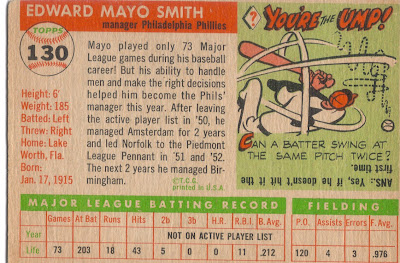 EDWARD MAYO SMITH
manager Philadelphia Phillies
TOPPS
130
Height: 6'
Weight: 185
Batted: Left
Threw: Right
Home: Lake
Worth, Fla.
Born:
Jan. 17, 1915
Mayo played only 73 Major
League games during his baseball
career! But his ability to handle
men and make the right decisions
helped him become the Phils'
manager this year. After leaving
the active player list in '50, he
managed Amsterdam for 2 years
and led Norfolk to the Piedmont
League Pennant in '51 and '52.
The next 2 years he managed Bir-
mingham.
©T.C.G.
printed in U.S.A.
?
YOU'RE THE UMP!
CAN A BATTER SWING AT
THE SAME PITCH TWICE?
ANS.: Yes, if he doesn't hit it the
first time.
MAJOR LEAGUE BATTING RECORD
Games At Bat Runs Hits 2b 3b H.R. R.B.I. B.Avg.
Year NOT ON ACTIVE PLAYER LIST
Life 73 203 18 43 5 0 0 11 .212
FIELDING
P.O. Assists Errors F. Avg.
120 4 3 .976